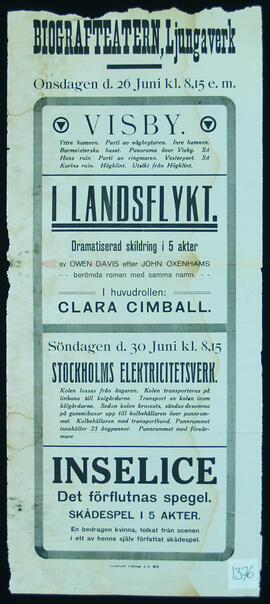 BIOGRAFTEATERN, Ljungaverk
Onsdagen d. 26 Juni kl. 8,15 e. m.
VISBY.
Yttre hamnen. Parti av vågbrytaren. Inre hamnen.
Burmeisterska huset. Panorama över Visby. S:t
Hans ruin Parti av ringmuren. Vesterport. S:t
Karins ruin. Högklint. Utsikt från Högklint.
I LANDSFLYKT.
Dramatiserad skildring i 5 akter
av OWEN DAVIS efter JOHN OXENHAMS
berömda roman med samma namn.
I huvudrollen:
CLARA CIMBALL.
Söndagen d. 30 Juni kl. 8,15
STOCKHOLMS ELEKTRICITETSVERK.
Kolen lossas från ångaren. Kolen transporteras på
linbana till kolgårdarne. Transport av kolen inom
kolgårdarne. Sedan kolen krossats, sändas desamma
på gummibanor app till kolbehållaren över pannrum-
met. Kolbehållaren med transportband. Pannrummet
innehåller 23 ångpannor. Pannrummet med förvär-
mare
INSELICE
Det förflutnas spegel.
SKÅDESPEL I 5 AKTER.
En bedragen kvinna, tolkat från scenen
i ett av henne själv författat skådespel.
1376